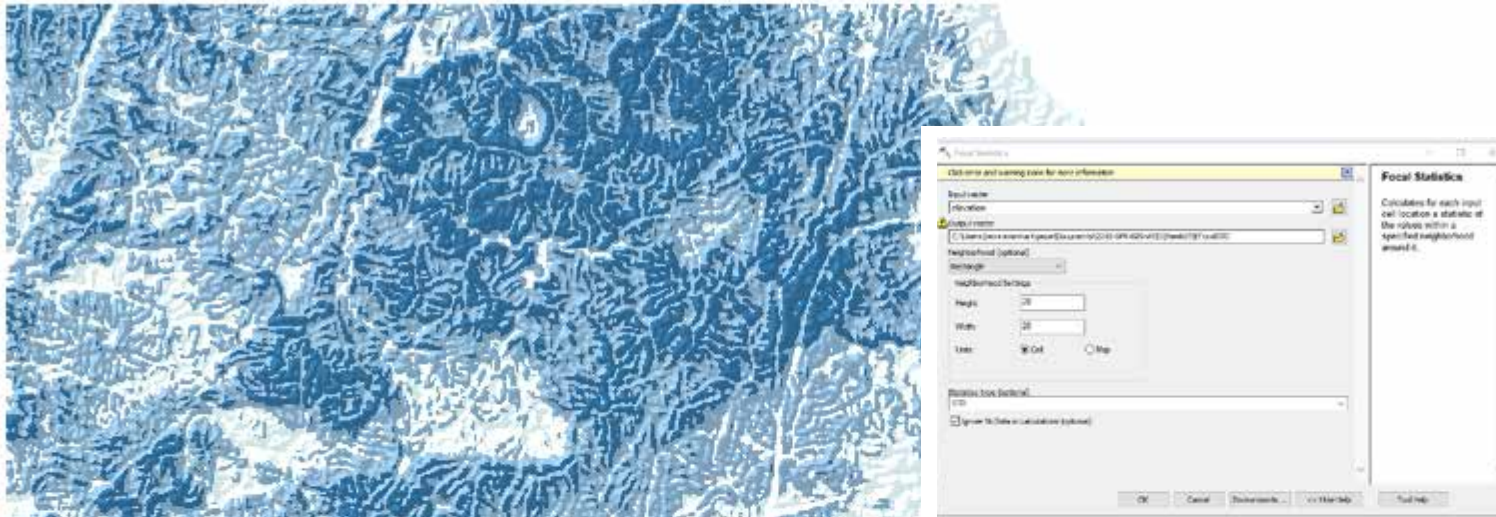 Focal Statistics
Click error and warning icons for more information
Input raster
elevation
Output raster
Neighborhood (optional)
Rectangle
Neighborhood Settings
Height:
20
Width:
20
Units:
Cell
Map
Statistics type (optional)
STD
Ignore NoData in calculations (optional)
OK
Cancel
Environments...
<< Hide Help
Tool Help
Focal Statistics
Calculates for each input
cell location a statistic of
the values within a
specified neighborhood
around it.